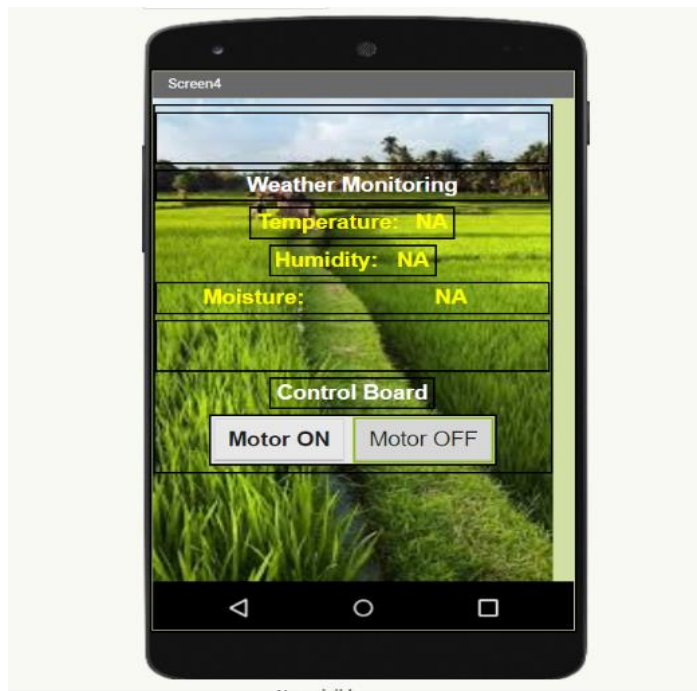 Screen4
Weather Monitoring
Temperature: NA
Humidity: NA
Moisture: NA
Control Board
Motor ON Motor OFF